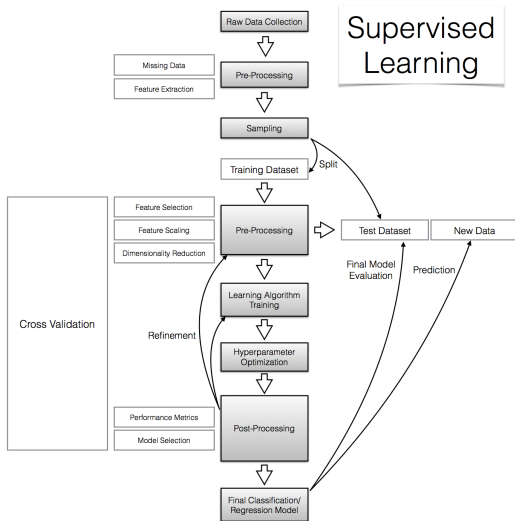 Supervised
Learning
Raw Data Collection
Missing Data
Pre-Processing
Feature Extraction
Sampling
Split
Training Dataset
Feature Selection
Feature Scaling
Pre-Processing
Dimensionality Reduction
Test Dataset
New Data
Final Model
Evaluation
Prediction
Learning Algorithm
Training
Cross Validation
Refinement
Hyperparameter
Optimization
Performance Metrics
Post-Processing
Model Selection
Final Classification/
Regression Model